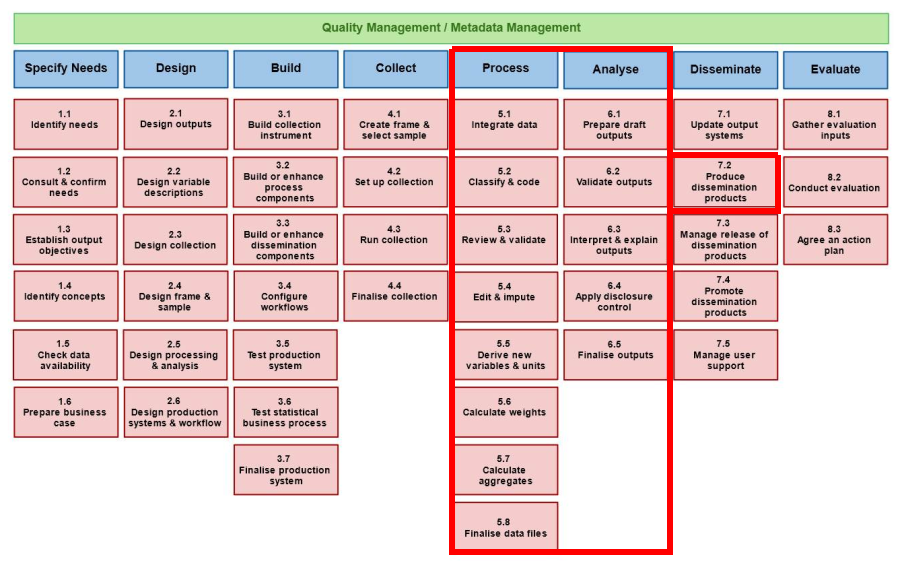 Quality Management / Metadata Management
Specify Needs
Design
Build
Collect
Process
Analyse
Disseminate
Evaluate
1.1
Identify needs
1.2
Consult & confirm
needs
1.3
Establish output
objectives
1.4
Identify concepts
1.5
Check data
availability
1.6
Prepare business
case
2.1
Design outputs
2.2
Design variable
descriptions
2.3
Design collection
2.4
Design frame &
sample
2.5
Design processing
& analysis
2.6
Design production
systems & workflow
3.1
Build collection
instrument
3.2
Build or enhance
process
components
3.3
Build or enhance
dissemination
components
3.4
Configure
workflows
3.5
Test production
system
3.6
Test statistical
business process
3.7
Finalise production
system
4.1
Create frame &
select sample
4.2
Set up collection
4.3
Run collection
4.4
Finalise collection
5.1
Integrate data
5.2
Classify & code
5.3
Review & validate
5.4
Edit & impute
5.5
Derive new
variables & units
5.6
Calculate weights
5.7
Calculate
aggregates
5.8
Finalise data files
6.1
Prepare draft
outputs
6.2
Validate outputs
6.3
Interpret & explain
outputs
6.4
Apply disclosure
control
6.5
Finalise outputs
7.1
Update output
systems
7.2
Produce
dissemination
products
7.3
Manage release of
dissemination
products
7.4
Promote
dissemination
products
7.5
Manage user
support
8.1
Gather evaluation
inputs
8.2
Conduct evaluation
8.3
Agree an action
plan